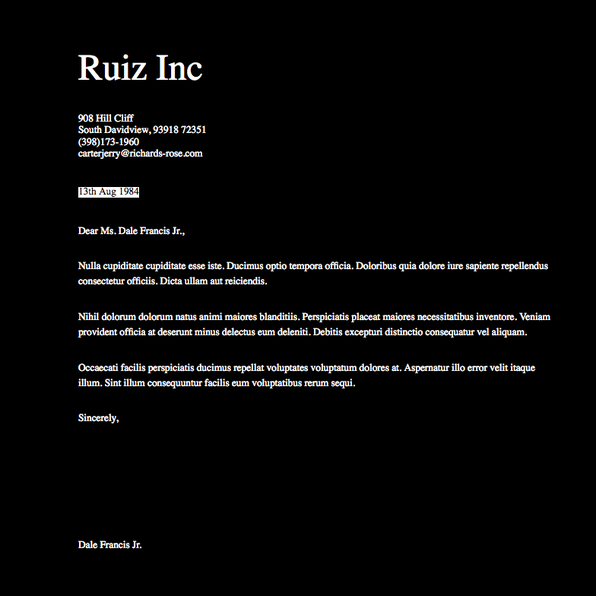 Ruiz Inc
908 Hill Cliff
South Davidview, 93918 72351
(398)173-1960
carterjerry@richards-rose.com
13th Aug 1984
Dear Ms. Dale Francis Jr.,
Nulla cupiditate cupiditate esse iste. Ducimus optio tempora officia. Doloribus quia dolore iure sapiente repellendus
consectetur officiis. Dicta ullam aut reiciendis.
Nihil dolorum dolorum natus animi maiores blanditiis. Perspiciatis placeat maiores necessitatibus inventore. Veniam
provident officia at deserunt minus delectus eum deleniti. Debitis excepturi distinctio consequatur vel aliquam.
Occaecati facilis perspiciatis ducimus repellat voluptates voluptatum dolores at. Aspernatur illo error velit itaque
illum. Sint illum consequuntur facilis eum voluptatibus rerum sequi.
Sincerely,
Dale Francis Jr.